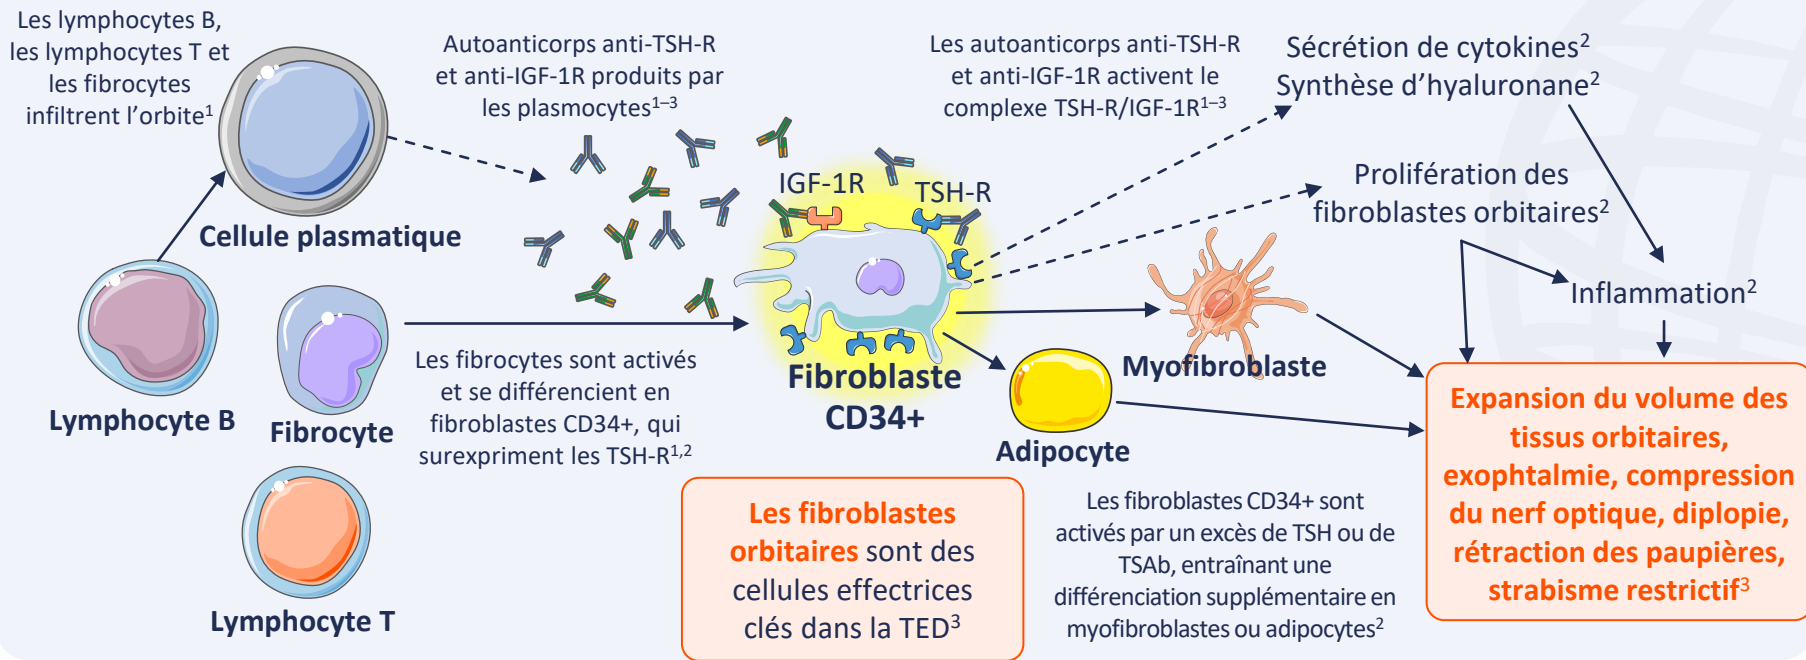 Les lymphocytes B,
les lymphocytes T et
les fibrocytes
infiltrent l’orbite¹
Autoanticorps anti-TSH-R
et anti-IGF-1R produits par
les plasmocytes¹⁻³
Les autoanticorps anti-TSH-R
et anti-IGF-1R activent le
complexe TSH-R/IGF-1R¹⁻³
Sécrétion de cytokines²
Synthèse d’hyaluronane²
IGF-1R
TSH-R
Prolifération des
fibroblastes orbitaires²
Cellule plasmatique
Inflammation²
Lymphocyte B
Fibrocyte
Les fibrocytes sont activés
et se différencient en
fibroblastes CD34+, qui
surexpriment les TSH-R¹,²
Fibroblaste
CD34+
Myofibroblaste
Adipocyte
Expansion du volume des
tissus orbitaires,
exophtalmie, compression
du nerf optique, diplopie,
rétraction des paupières,
strabisme restrictif³
Lymphocyte T
Les fibroblastes
orbitaires sont des
cellules effectrices
clés dans la TED³
Les fibroblastes CD34+ sont
activés par un excès de TSH ou de
TSAb, entraînant une
différenciation supplémentaire en
myofibroblastes ou adipocytes²